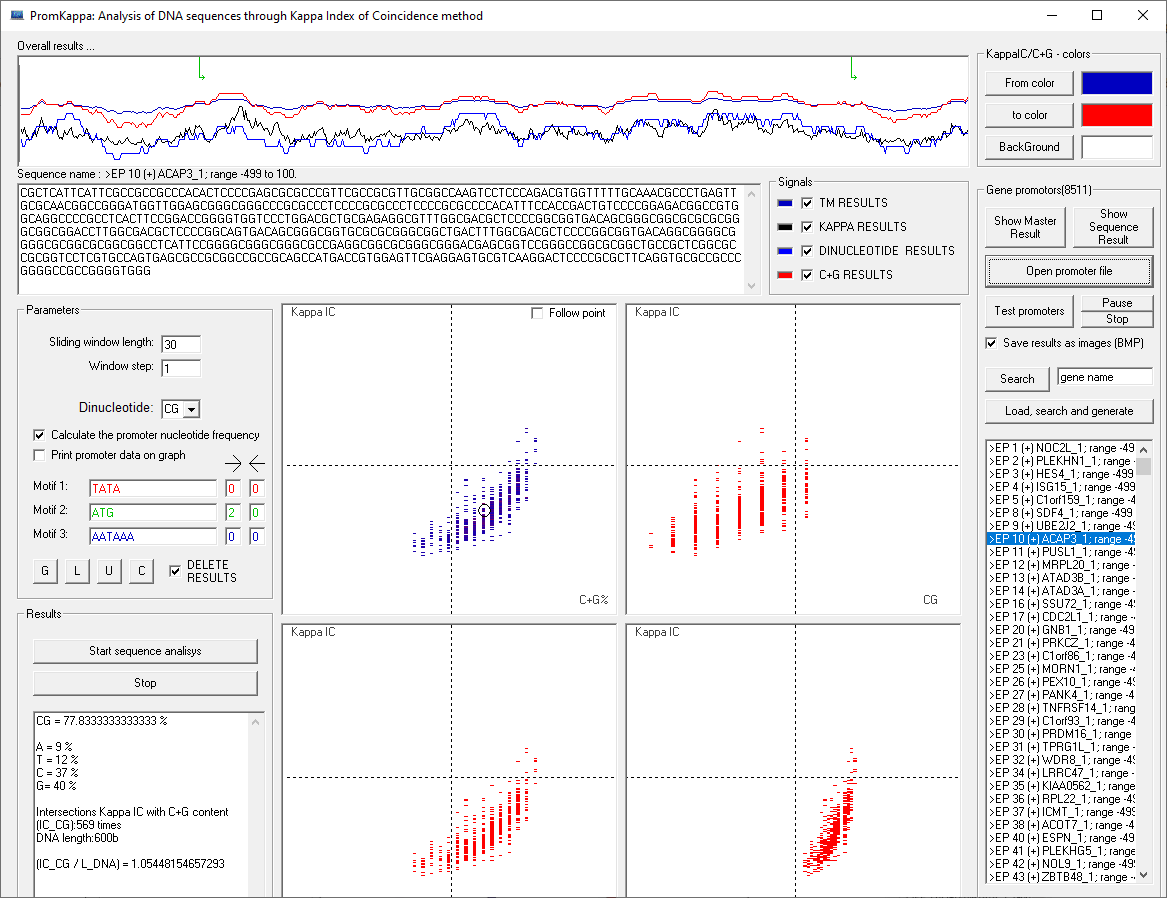 PromKappa: Analysis of DNA sequences through Kappa Index of Coincidence method
Overall results ...
Sequence name : >EP 10 (+) ACAP3_1; range -499 to 100.
CGCTCATTCATTCGCCGCCGCCCACACTCCCCGAGCGCGCCCGTTCGCCGCGTTGCGGCCAAGTCCTCCCAGACGTGGTTTTTGCAAACGCCCTGAGTT
GCGCAACGGCCGGGATGGTTGGAGCGGGCGGGCCCGCGCCCTCCCCGCGCCCTCCCCGCGCCCCACATTTCCACCGACTGTCCCCGGAGACGGCCGTG
GCAGGCCCCGCCTCACTTCCGGACCGGGGTGGTCCCTGGACGCTGCGAGAGGCGTTTGGCGACGCTCCCCGGCGGTGACAGCGGGCGGCGCGCGCGG
GCGCGGCGGACCTTGGCGACGCTCCCCGGCAGTGACAGCGGGCGGTGCGCGCGGGCGCGGCTGACTTTGGCGACGCTCCCCGGCGGTGACAGGCGGGCG
GGGCGCGGCGCGGCGGCGGCCTCATTCCGGGGCGGGCGGGCGCCGAGGCGGCGCGGGCGGGACGAGCGGTCCGGGCCGGCGCGGCTGCCGCTCGGCGC
CGCGGTCCTCGTGCCAGTGAGCGCCGCGGCCGCCGCAGCCATGACCGTGGAGTTCGAGGAGTGCGTCAAGGACTCCCCGCGCTTCAGGTGCGCCGCCC
GGGGCCGCCGGGGTGGG
Signals
TM RESULTS
KAPPA RESULTS
DINUCLEOTIDE RESULTS
C+G RESULTS
KappaIC/C+G - colors
From color
to color
BackGround
Gene promotors(8511)
Show Master Result
Show Sequence Result
Open promoter file
Test promoters
Pause
Stop
Save results as images (BMP)
Search
gene name
Load, search and generate
>EP 1 (+) NOC2L_1; range -49
>EP 2 (+) PLEKHN1_1; range -
>EP 3 (+) HES4_1; range -499
>EP 4 (+) ISG15_1; range -499
>EP 5 (+) C1orf159_1; range -4
>EP 8 (+) SDF4_1; range -499
>EP 9 (+) UBE2J2_1; range -49
>EP 10 (+) ACAP3_1; range -49
>EP 11 (+) PUSL1_1; range -49
>EP 12 (+) MRPL20_1; range -4
>EP 13 (+) ATAD3B_1; range -4
>EP 14 (+) ATAD3A_1; range -4
>EP 16 (+) SSU72_1; range -49
>EP 17 (+) CDC2L1_1; range -4
>EP 20 (+) GNB1_1; range -499
>EP 21 (+) PRKCZ_1; range -49
>EP 23 (+) C1orf86_1; range -4
>EP 25 (+) MORN1_1; range -4
>EP 26 (+) PEX10_1; range -49
>EP 27 (+) PANK4_1; range -4
>EP 28 (+) TNFRSF14_1; range
>EP 29 (+) C1orf93_1; range -4
>EP 30 (+) PRDM16_1; range
>EP 31 (+) TPRG1L_1; range -
>EP 32 (+) WDR8_1; range -49
>EP 34 (+) LRRC47_1; range -4
>EP 35 (+) KIAA0562_1; range
>EP 36 (+) RPL22_1; range -49
>EP 37 (+) ICMT_1; range -499
>EP 38 (+) ACOT7_1; range -4
>EP 40 (+) ESPN_1; range -49
>EP 41 (+) PLEKHG5_1; range
>EP 42 (+) NOL9_1; range -499
>EP 43 (+) ZBTB48_1; range -
Parameters
Sliding window length: 30
Window step: 1
Dinucleotide: CG
Calculate the promoter nucleotide frequency
Print promoter data on graph
Motif 1: TATA 0 0
Motif 2: ATG 2 0
Motif 3: AATAAA 0 0
G L U C
DELETE RESULTS
Results
Start sequence analisys
Stop
CG = 77.8333333333333 %
A = 9 %
T = 12 %
C = 37 %
G= 40 %
Intersections Kappa IC with C+G content
(IC_CG):569 times
DNA length:600b
(IC_CG / L_DNA) = 1.05448154657293
Kappa IC
Follow point
C+G%
Kappa IC
CG
Kappa IC
Kappa IC